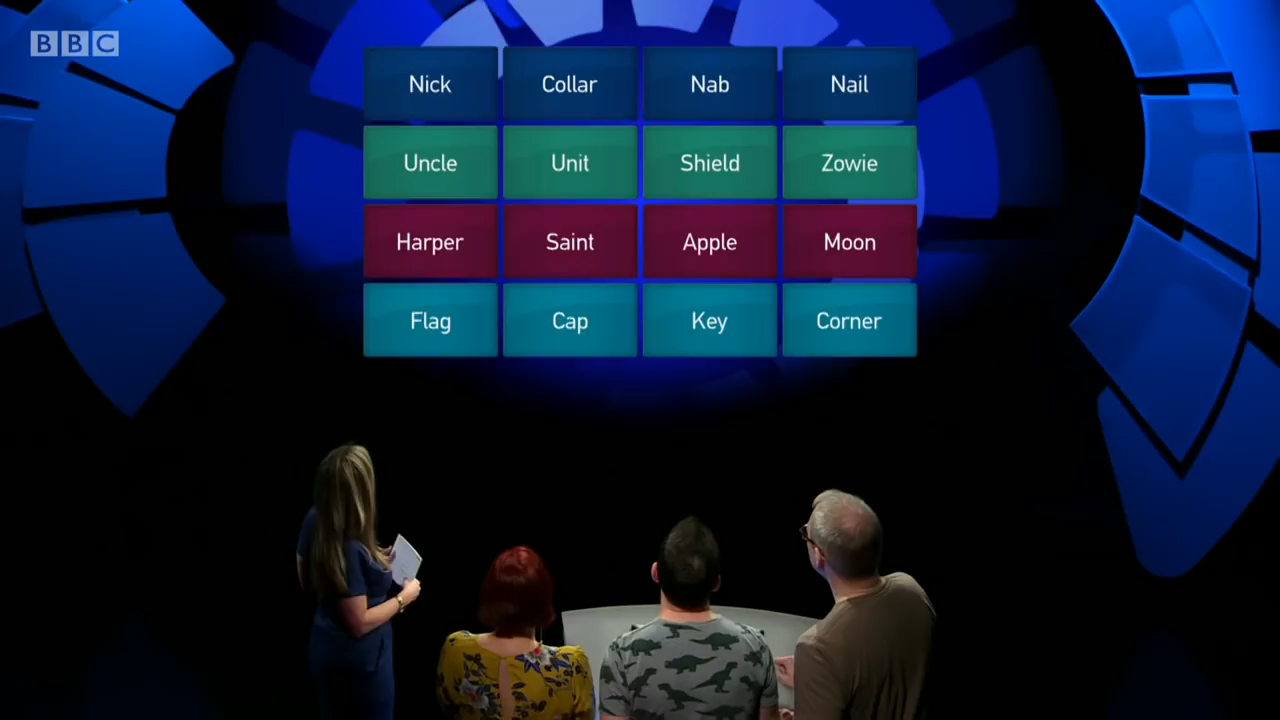 BBC
Nick Collar Nab Nail
Uncle Unit Shield Zowie
Harper Saint Apple Moon
Flag Cap Key Corner